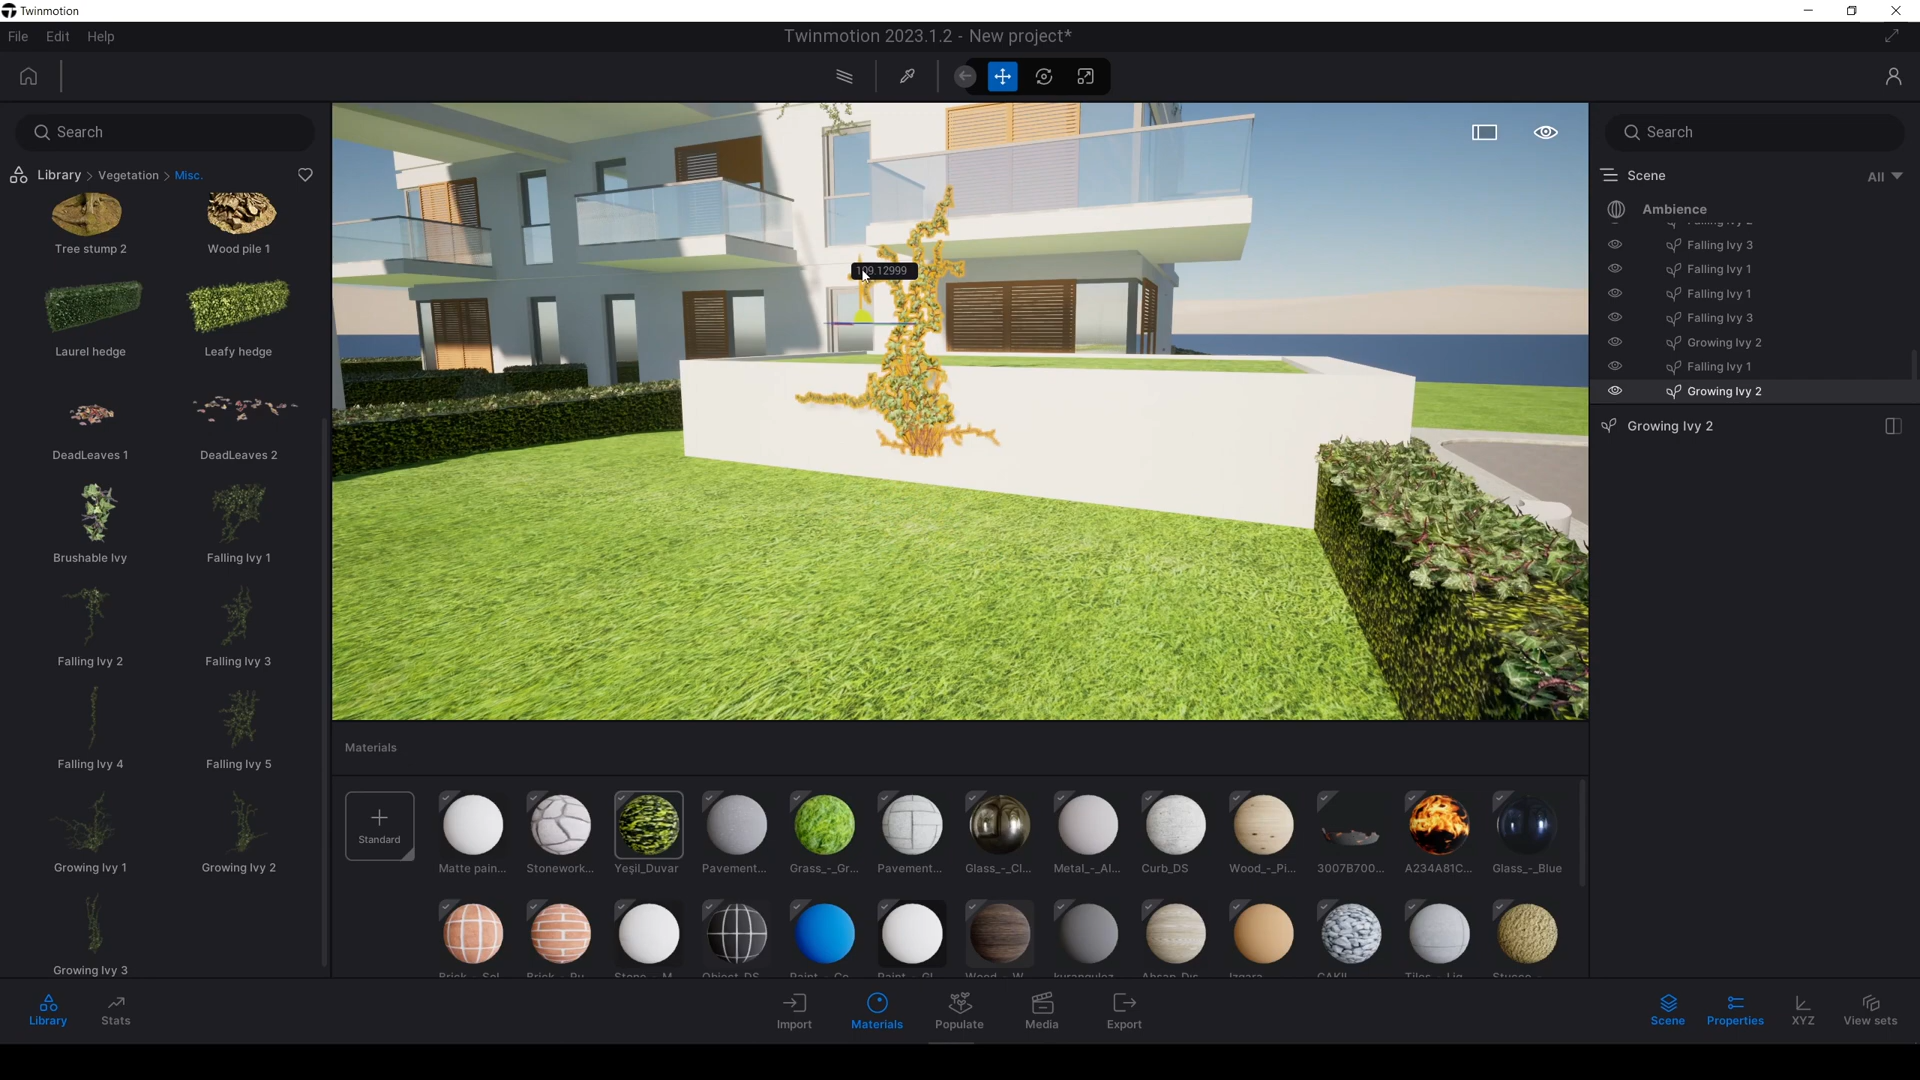 Twinmotion
File Edit Help
Twinmotion 2023.1.2 - New project*
Search
Library > Vegetation > Misc.
Tree stump 2
Wood pile 1
Laurel hedge
Leafy hedge
DeadLeaves 1
DeadLeaves 2
Brushable Ivy
Falling Ivy 1
Falling Ivy 2
Falling Ivy 3
Falling Ivy 4
Falling Ivy 5
Growing Ivy 1
Growing Ivy 2
Growing Ivy 3
109.12999
Search
Scene
All
Ambience
Falling Ivy 2
Falling Ivy 3
Falling Ivy 1
Falling Ivy 1
Falling Ivy 3
Growing Ivy 2
Falling Ivy 1
Growing Ivy 2
Growing Ivy 2
Materials
Standard
Matte pain...
Stonework...
Yeşil_Duvar
Pavement...
Grass_-_Gr...
Pavement...
Glass_-_Cl...
Metal_-_Al...
Curb_DS
Wood_-_Pi...
3007B700...
A234A81C...
Glass_-_Blue
Library
Stats
Import
Materials
Populate
Media
Export
Scene
Properties
XYZ
View sets